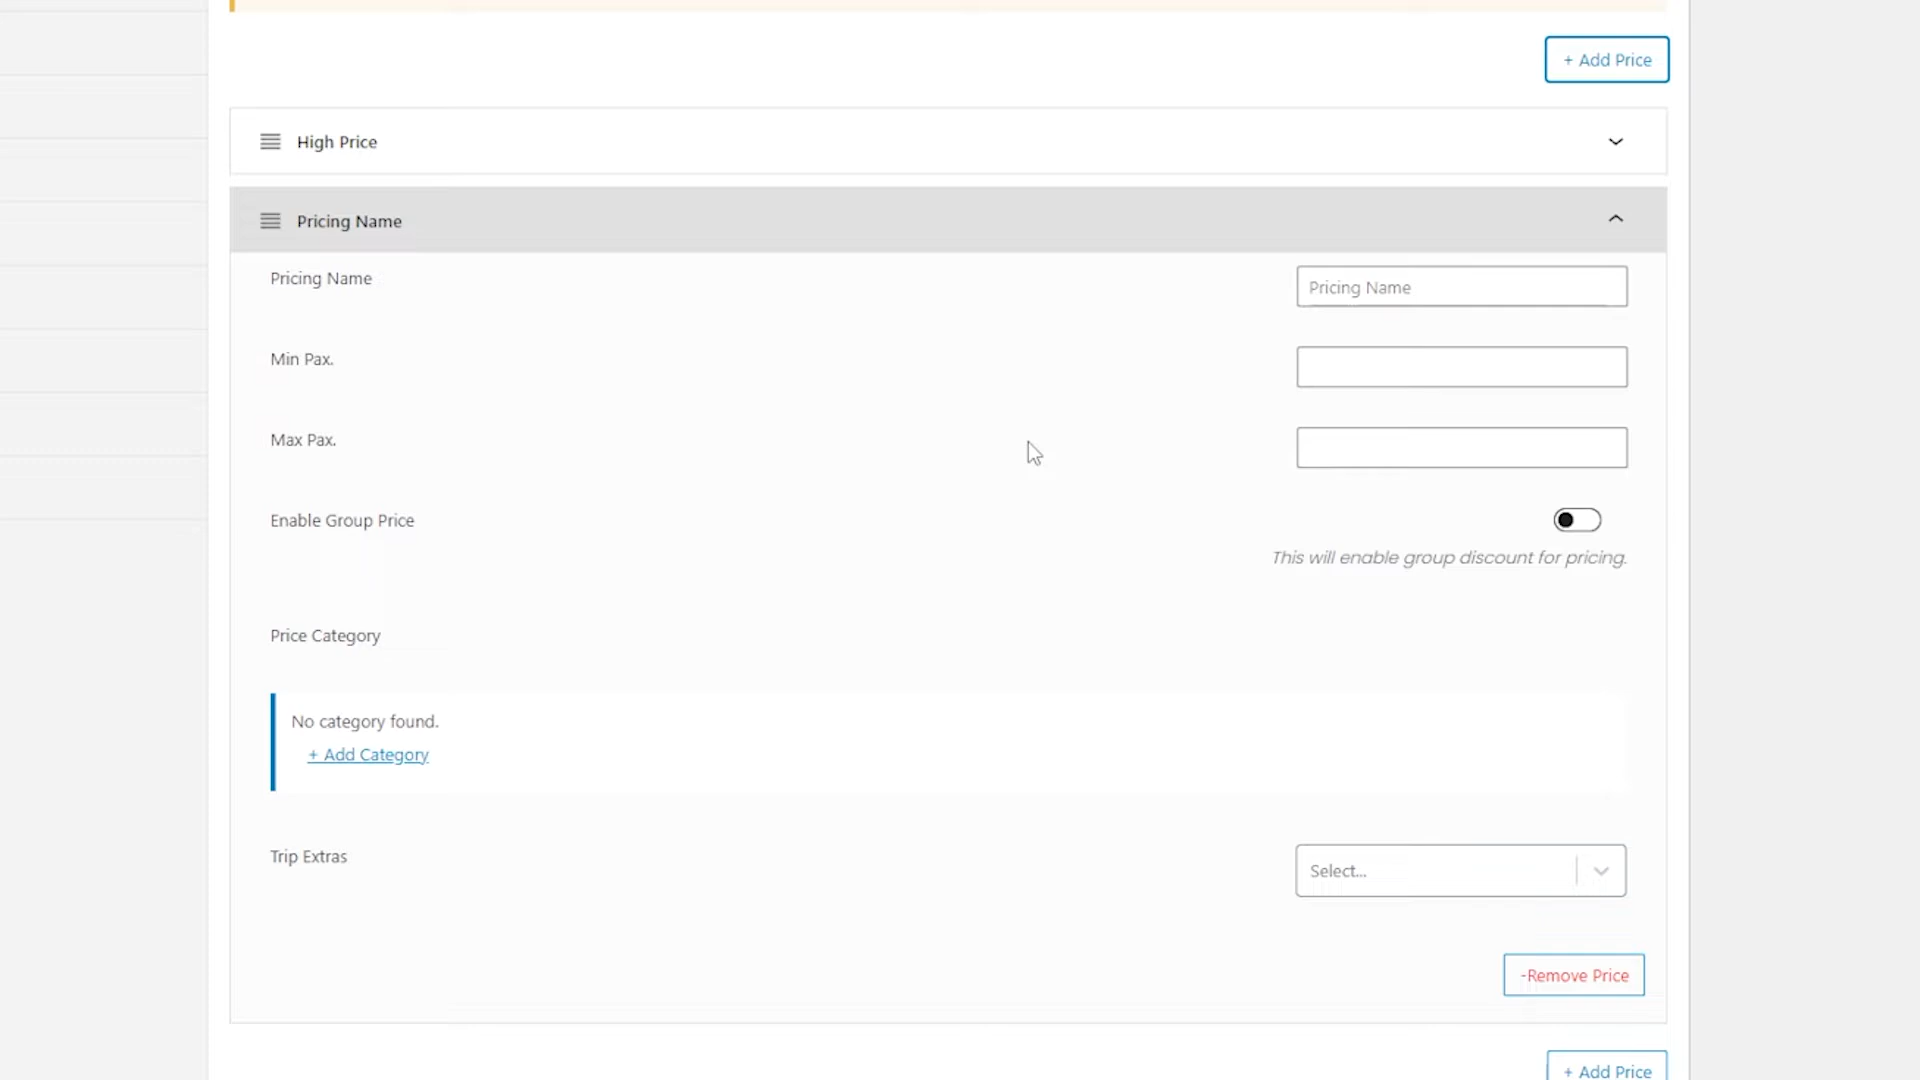 + Add Price
High Price
Pricing Name
Pricing Name
Pricing Name
Min Pax.
Max Pax.
Enable Group Price
This will enable group discount for pricing.
Price Category
No category found.
+ Add Category
Trip Extras
Select...
-Remove Price
+ Add Price